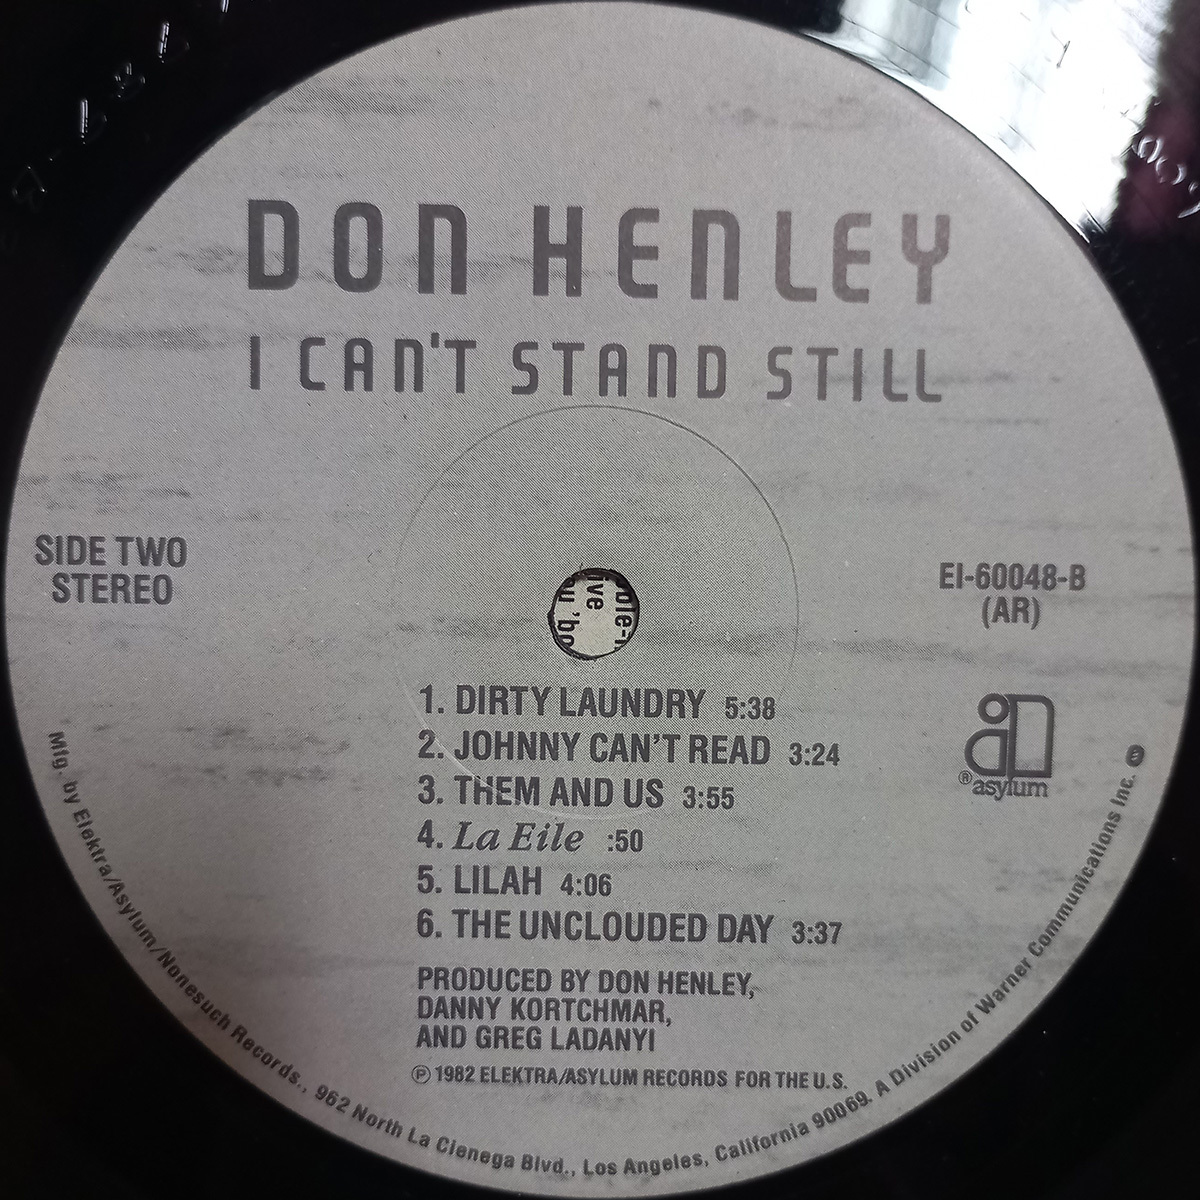 DON HENLEY
I CAN'T STAND STILL
SIDE TWO
STEREO
EI-60048-B
(AR)
1. DIRTY LAUNDRY 5:38
2. JOHNNY CAN'T READ 3:24
3. THEM AND US 3:55
4. La Eile :50
5. LILAH 4:06
6. THE UNCLOUDED DAY 3:37
® asylum
PRODUCED BY DON HENLEY,
DANNY KORTCHMAR,
AND GREG LADANYI
℗ 1982 ELEKTRA/ASYLUM RECORDS FOR THE U.S.
Mfg. by Elektra/Asylum/Nonesuch Records., 962 North La Cienega Blvd., Los Angeles, California 90069. A Division of Warner Communications Inc.